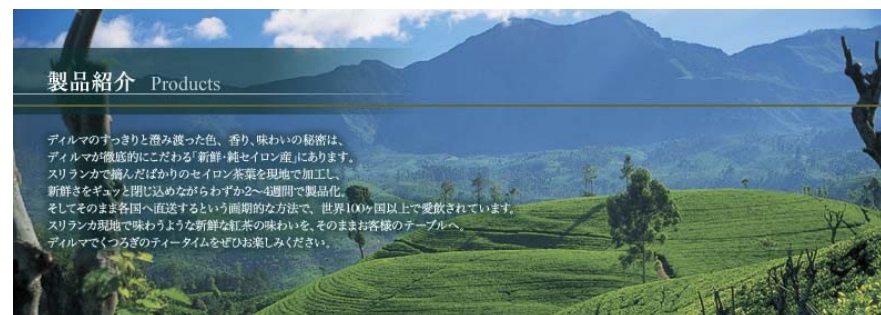 製品紹介 Products
ディルマのすっきりと澄み渡った色、香り、味わいの秘密は、
ディルマが徹底的にこだわる「新鮮・純セイロン産」にあります。
スリランカで摘んだばかりのセイロン茶葉を現地で加工し、
新鮮さをギュッと閉じ込めながらわずか2〜4週間で製品化。
そしてそのまま各国へ直送するという画期的な方法で、世界100ヶ国以上で愛飲されています。
スリランカ現地で味わうような新鮮な紅茶の味わいを、そのままお客様のテーブルへ。
ディルマでくつろぎのティータイムをぜひお楽しみください。